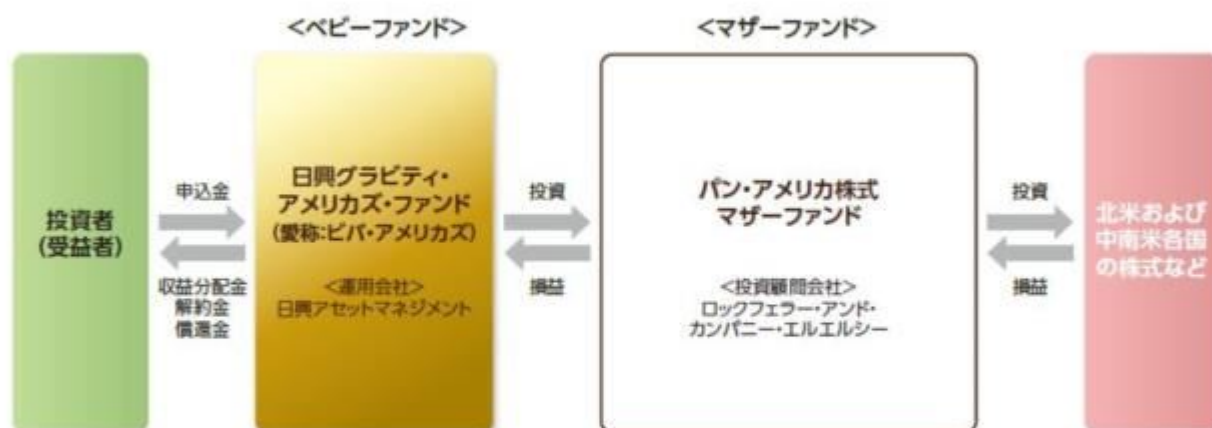 <ベビーファンド>
<マザーファンド>
投資者
(受益者)
申込金
収益分配金
解約金
償還金
日興グラビティ・
アメリカズ・ファンド
(愛称:ビバ・アメリカズ)
<運用会社>
日興アセットマネジメント
投資
損益
パン・アメリカ株式
マザーファンド
<投資顧問会社>
ロックフェラー・アンド・
カンパニー・エルエルシー
投資
損益
北米および
中南米各国
の株式など